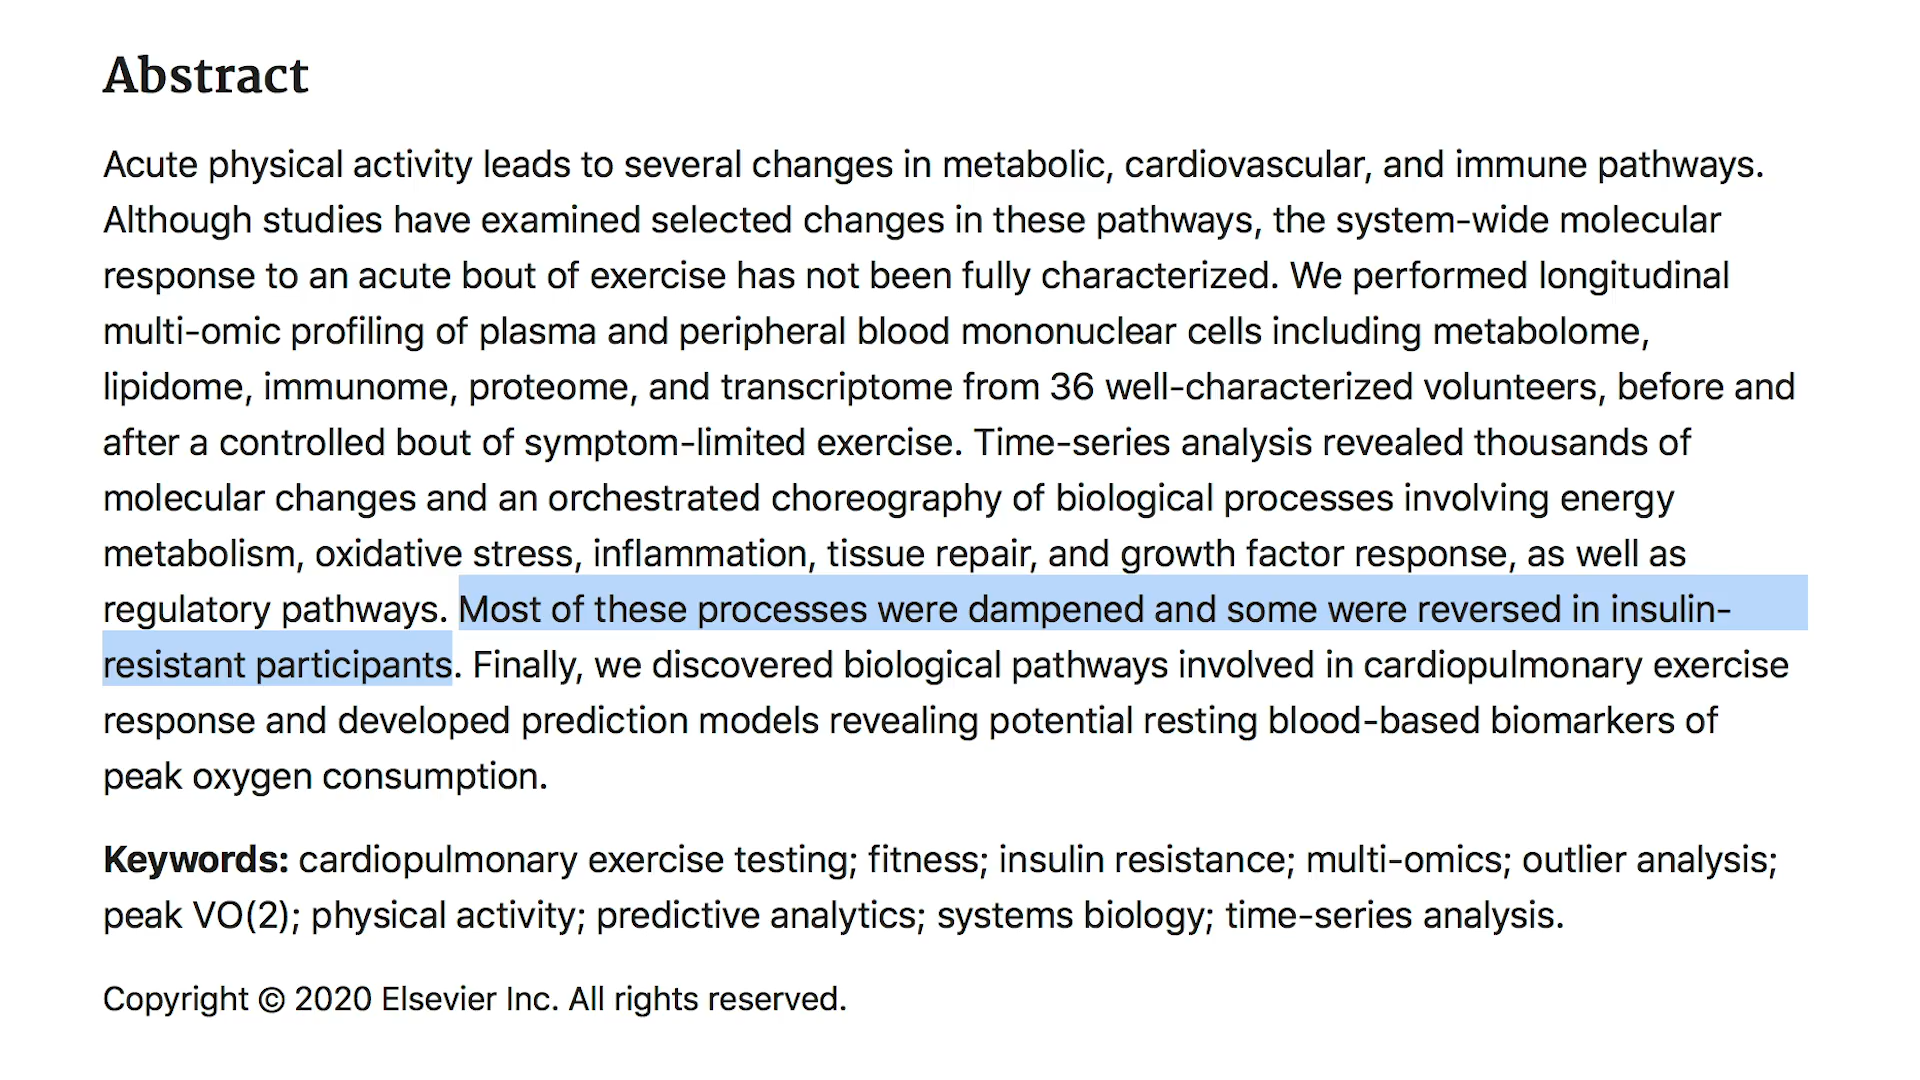 Abstract
Acute physical activity leads to several changes in metabolic, cardiovascular, and immune pathways.
Although studies have examined selected changes in these pathways, the system-wide molecular
response to an acute bout of exercise has not been fully characterized. We performed longitudinal
multi-omic profiling of plasma and peripheral blood mononuclear cells including metabolome,
lipidome, immunome, proteome, and transcriptome from 36 well-characterized volunteers, before and
after a controlled bout of symptom-limited exercise. Time-series analysis revealed thousands of
molecular changes and an orchestrated choreography of biological processes involving energy
metabolism, oxidative stress, inflammation, tissue repair, and growth factor response, as well as
regulatory pathways. Most of these processes were dampened and some were reversed in insulin-
resistant participants. Finally, we discovered biological pathways involved in cardiopulmonary exercise
response and developed prediction models revealing potential resting blood-based biomarkers of
peak oxygen consumption.
Keywords: cardiopulmonary exercise testing; fitness; insulin resistance; multi-omics; outlier analysis;
peak VO(2); physical activity; predictive analytics; systems biology; time-series analysis.
Copyright © 2020 Elsevier Inc. All rights reserved.